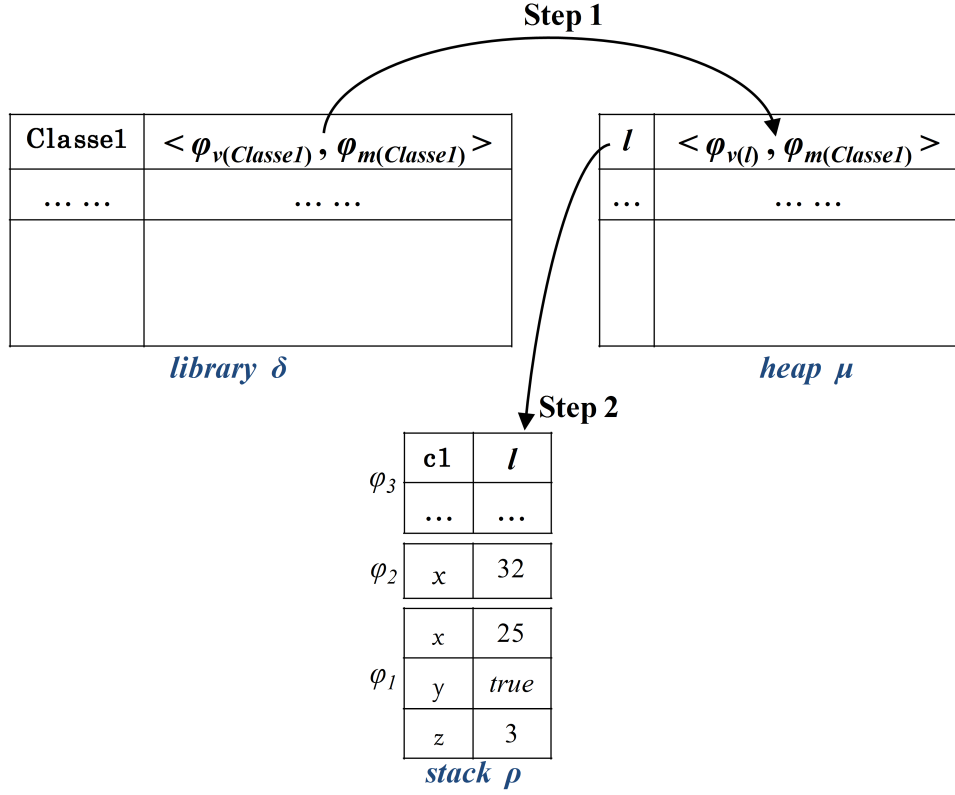 Step 1
Classe1 < φv(Classe1) , φm(Classe1) >
... ... ... ...
library δ
l < φv(l) , φm(Classe1) >
... ... ...
heap μ
Step 2
φ3
c1 l
... ...
φ2
x 32
φ1
x 25
y true
z 3
stack ρ